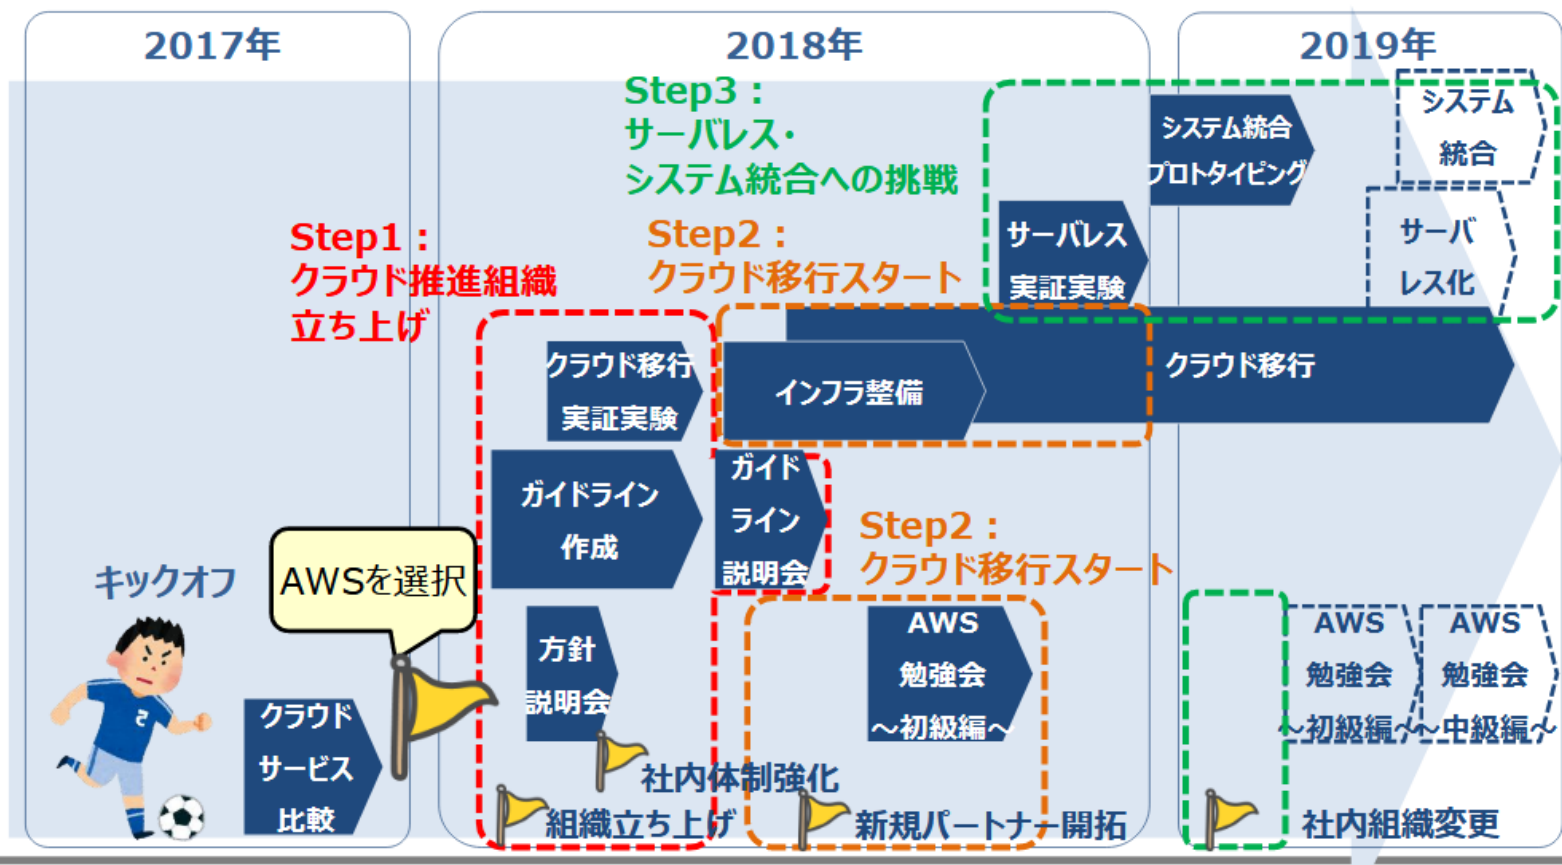 2017年
2018年
2019年
Step3：
サーバレス・
システム統合への挑戦
システム統合
プロトタイピング
システム
統合
サーバレス
実証実験
サーバ
レス化
Step1：
クラウド推進組織
立ち上げ
Step2：
クラウド移行スタート
クラウド移行
実証実験
インフラ整備
クラウド移行
ガイドライン
作成
ガイド
ライン
説明会
Step2：
クラウド移行スタート
キックオフ
AWSを選択
2
クラウド
サービス
比較
方針
説明会
AWS
勉強会
～初級編～
AWS
勉強会
～初級編～
AWS
勉強会
～中級編～
社内体制強化
組織立ち上げ
新規パートナー開拓
社内組織変更